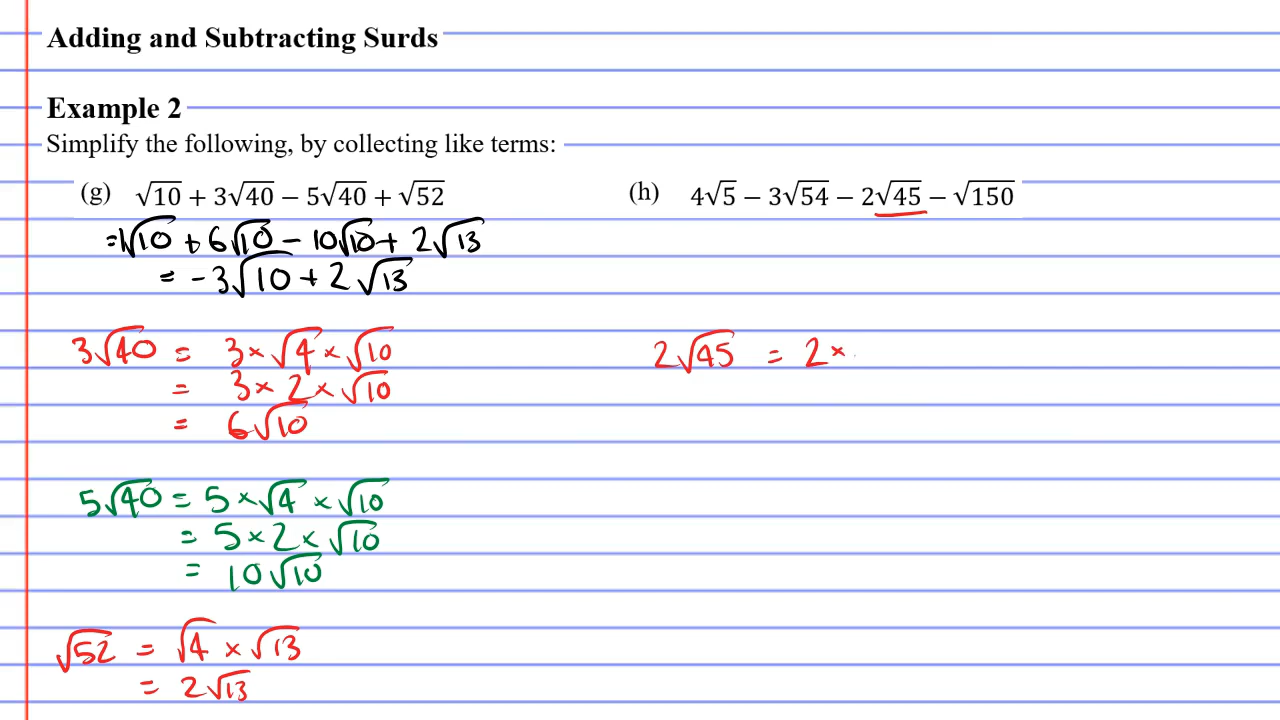 Adding and Subtracting Surds
Example 2
Simplify the following, by collecting like terms:
(g) √10 + 3√40 − 5√40 + √52
= 1√10 + 6√10 − 10√10 + 2√13
= −3√10 + 2√13
3√40 = 3 × √4 × √10
= 3 × 2 × √10
= 6√10
5√40 = 5 × √4 × √10
= 5 × 2 × √10
= 10√10
√52 = √4 × √13
= 2√13
(h) 4√5 − 3√54 − 2√45 − √150
2√45 = 2 ×